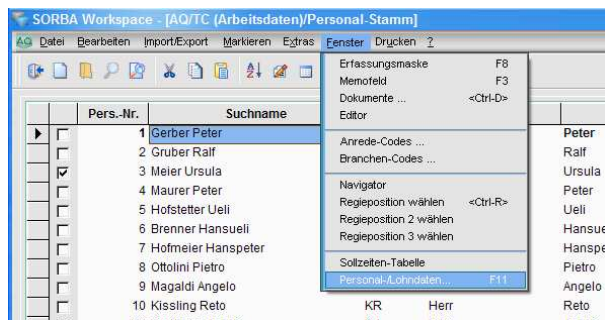 SORBA Workspace - [AQ/TC (Arbeitsdaten)/Personal-Stamm]
AG Datei Bearbeiten Import/Export Markieren Extras Fenster Drucken ?
Erfassungsmaske F8
Memofeld F3
Dokumente ... <Ctrl-D>
Editor
Anrede-Codes ...
Branchen-Codes ...
Navigator
Regieposition wählen <Ctrl-R>
Regieposition 2 wählen
Regieposition 3 wählen
Sollzeiten-Tabelle
Personal-/Lohndaten... F11
Pers.-Nr. Suchname
1 Gerber Peter Peter
2 Gruber Ralf Ralf
3 Meier Ursula Ursula
4 Maurer Peter Peter
5 Hofstetter Ueli Ueli
6 Brenner Hansueli Hansue
7 Hofmeier Hanspeter Hanspe
8 Ottolini Pietro Pietro
9 Magaldi Angelo Angelo
10 Kissling Reto KR Herr Reto